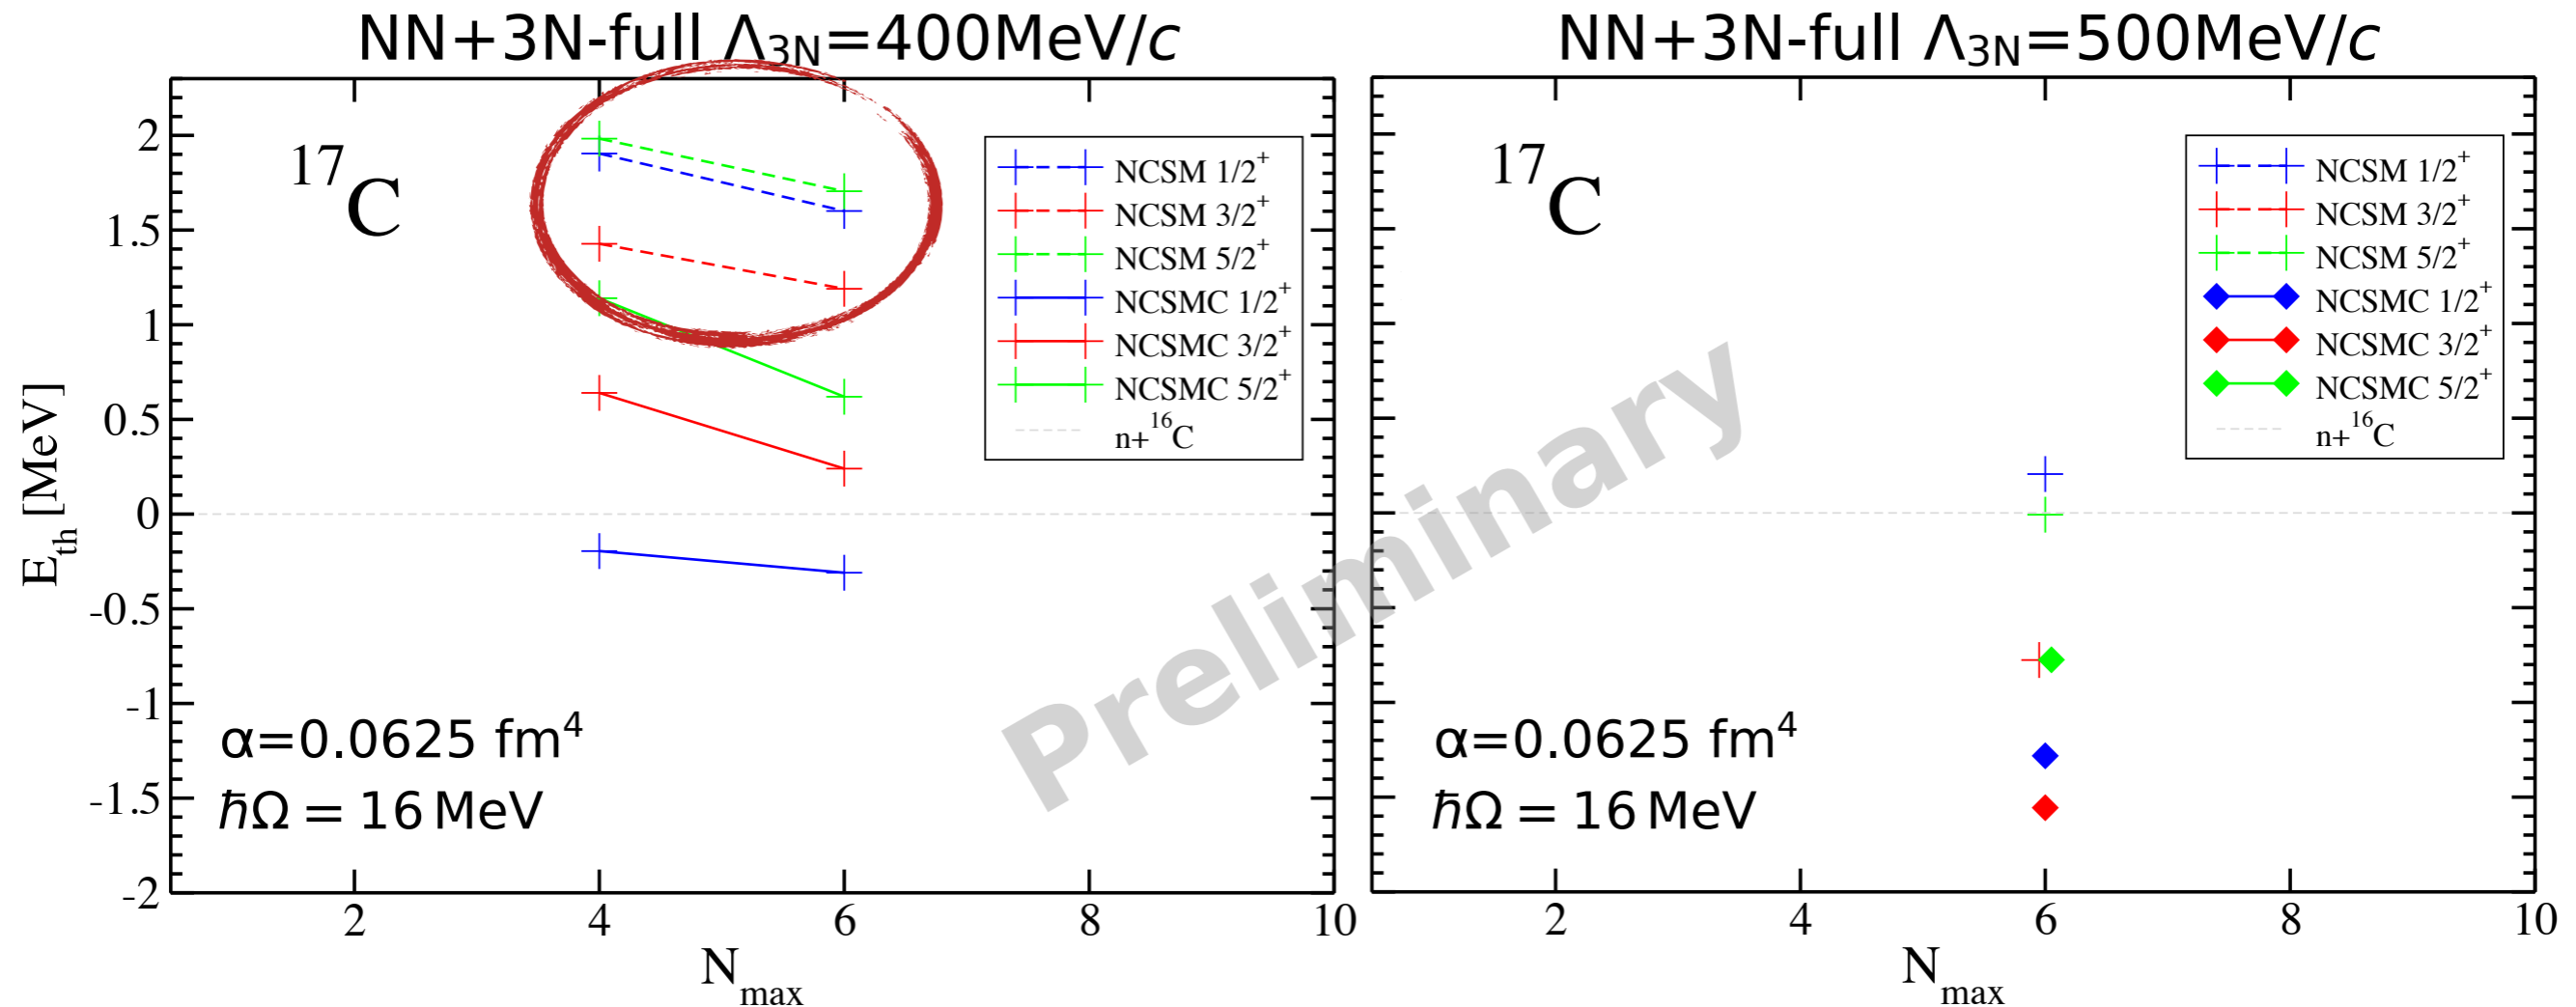 NN+3N-full Λ3N=400MeV/c
17C
2
1.5
1
0.5
0
-0.5
-1
-1.5
-2
Eth [MeV]
NCSM 1/2+
NCSM 3/2+
NCSM 5/2+
NCSMC 1/2+
NCSMC 3/2+
NCSMC 5/2+
n+16C
α=0.0625 fm4
ℏΩ = 16 MeV
2 4 6 8 10
Nmax
NN+3N-full Λ3N=500MeV/c
17C
NCSM 1/2+
NCSM 3/2+
NCSM 5/2+
NCSMC 1/2+
NCSMC 3/2+
NCSMC 5/2+
n+16C
α=0.0625 fm4
ℏΩ = 16 MeV
2 4 6 8 10
Nmax
Preliminary